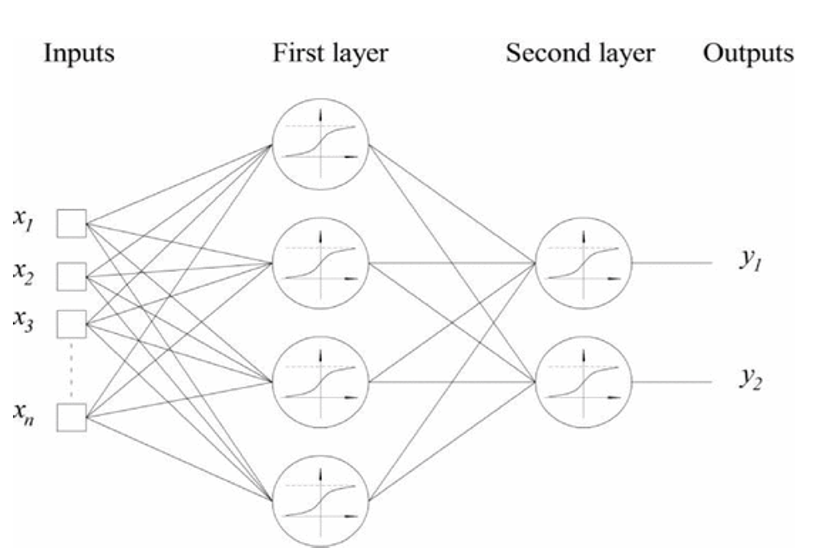 Inputs First layer Second layer Outputs
x1
x2
x3
xn
y1
y2